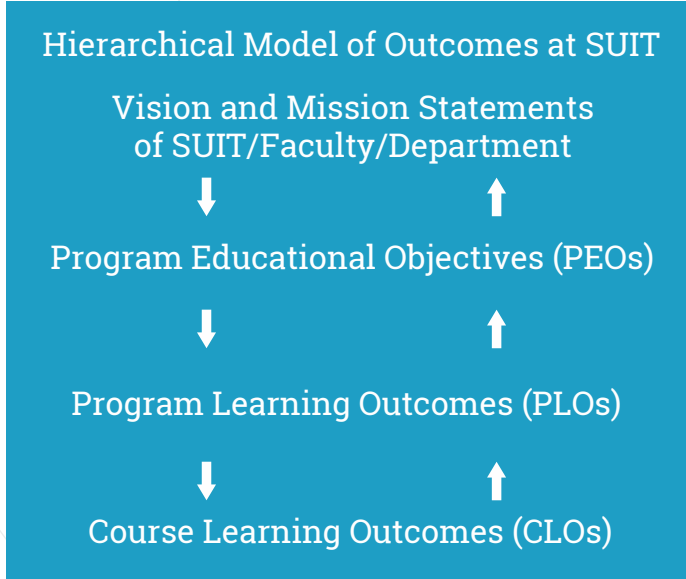 Hierarchical Model of Outcomes at SUIT
Vision and Mission Statements
of SUIT/Faculty/Department
Program Educational Objectives (PEOs)
Program Learning Outcomes (PLOs)
Course Learning Outcomes (CLOs)